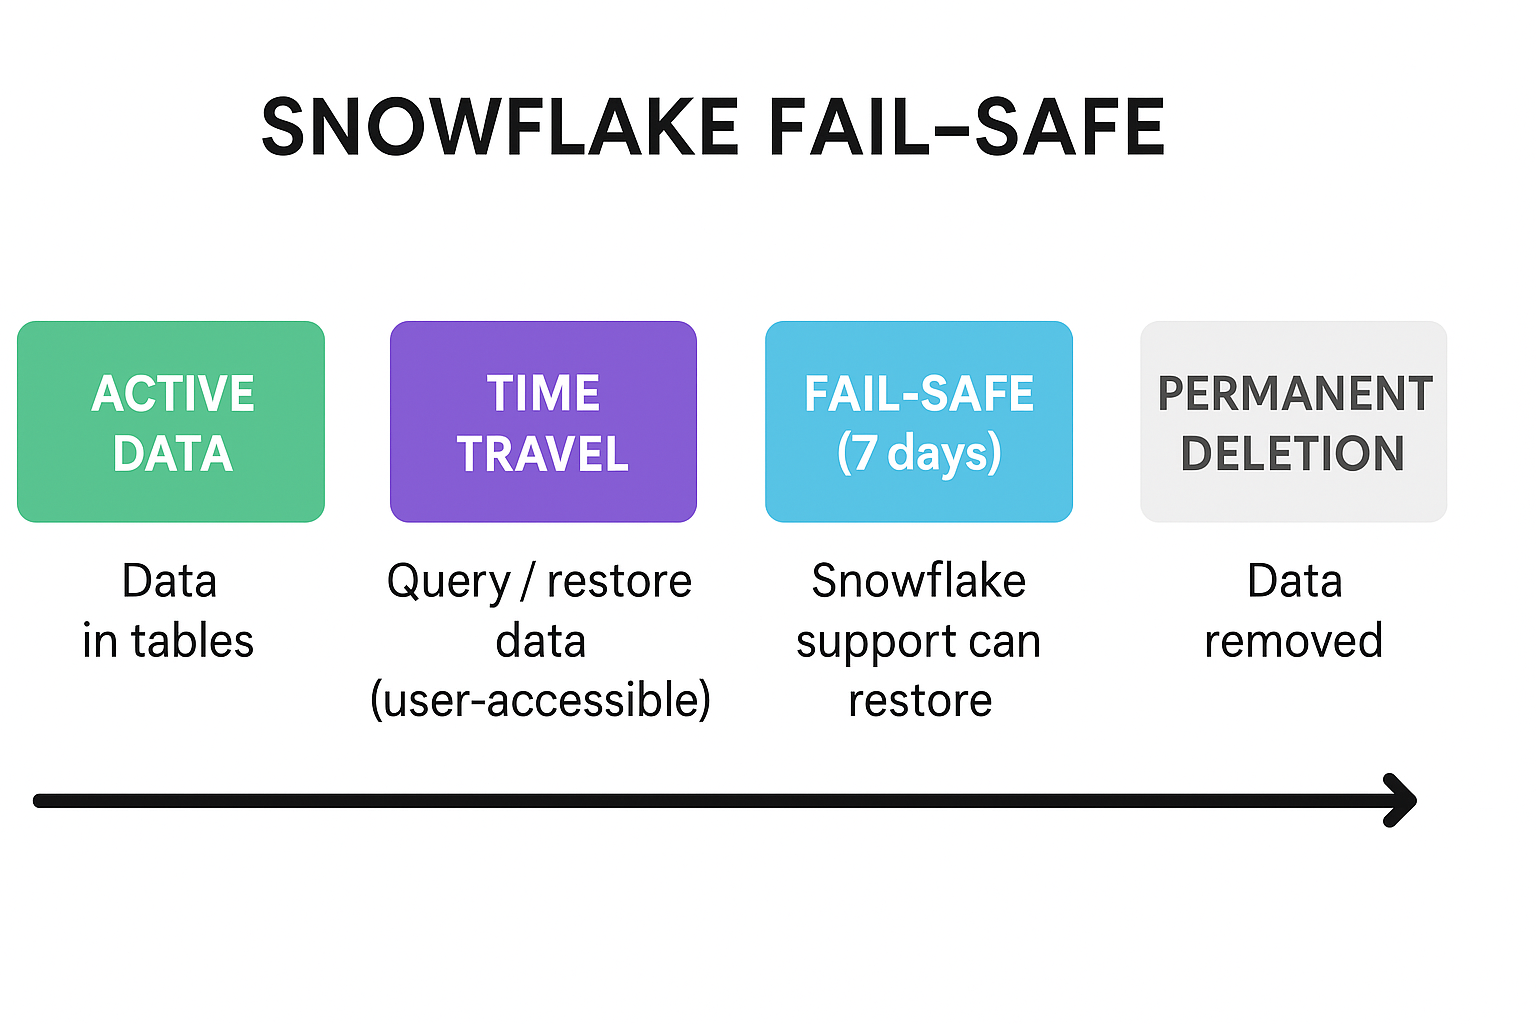 SNOWFLAKE FAIL–SAFE
ACTIVE
DATA
Data
in tables
TIME
TRAVEL
Query / restore
data
(user-accessible)
FAIL-SAFE
(7 days)
Snowflake
support can
restore
PERMANENT
DELETION
Data
removed